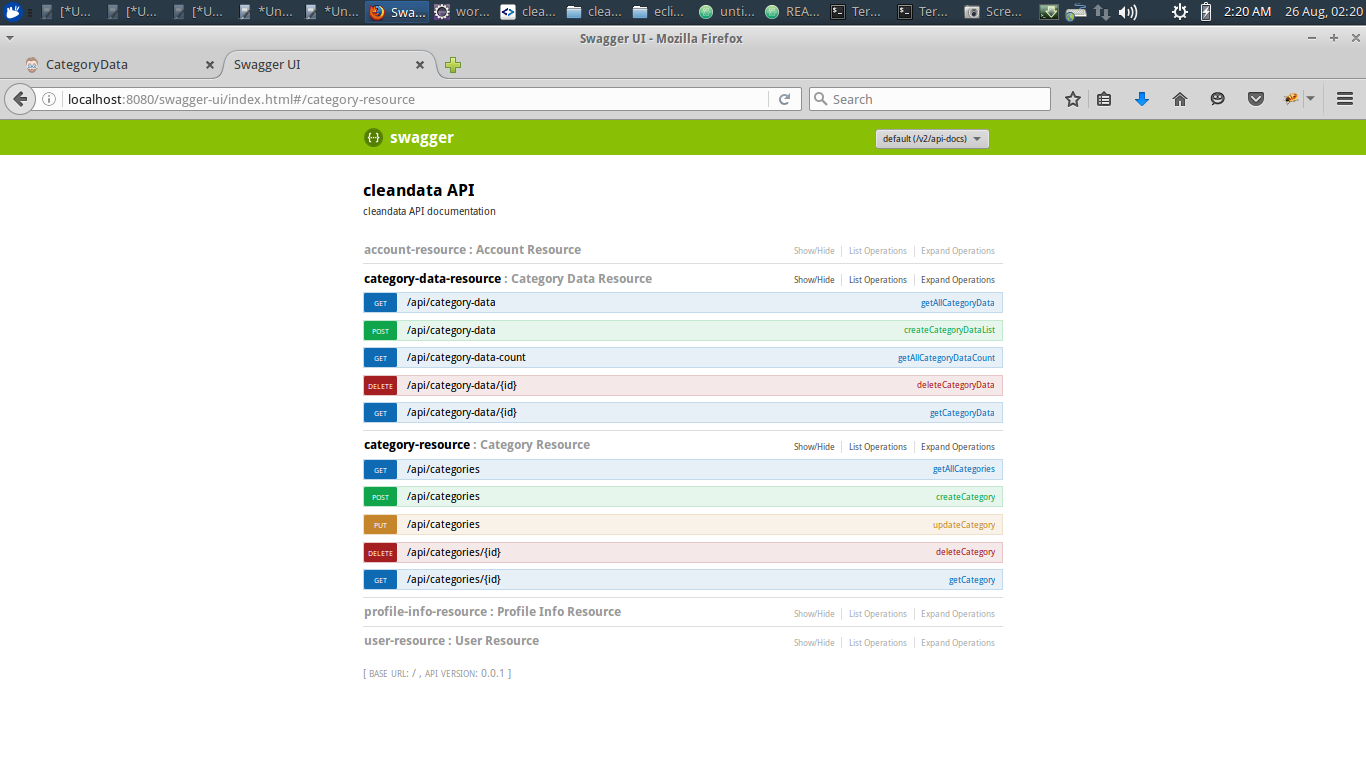 [*U... [*U... [*U... *Un... *Un... Swa... wor... clea... clea... ecli... unti... REA... Ter... Ter... Scre... 2:20 AM 26 Aug, 02:20
Swagger UI - Mozilla Firefox
CategoryData Swagger UI
localhost:8080/swagger-ui/index.html#/category-resource Search
swagger default (/v2/api-docs)
cleandata API
cleandata API documentation
account-resource : Account Resource Show/Hide List Operations Expand Operations
category-data-resource : Category Data Resource Show/Hide List Operations Expand Operations
GET /api/category-data getAllCategoryData
POST /api/category-data createCategoryDataList
GET /api/category-data-count getAllCategoryDataCount
DELETE /api/category-data/{id} deleteCategoryData
GET /api/category-data/{id} getCategoryData
category-resource : Category Resource Show/Hide List Operations Expand Operations
GET /api/categories getAllCategories
POST /api/categories createCategory
PUT /api/categories updateCategory
DELETE /api/categories/{id} deleteCategory
GET /api/categories/{id} getCategory
profile-info-resource : Profile Info Resource Show/Hide List Operations Expand Operations
user-resource : User Resource Show/Hide List Operations Expand Operations
[ BASE URL: / , API VERSION: 0.0.1 ]